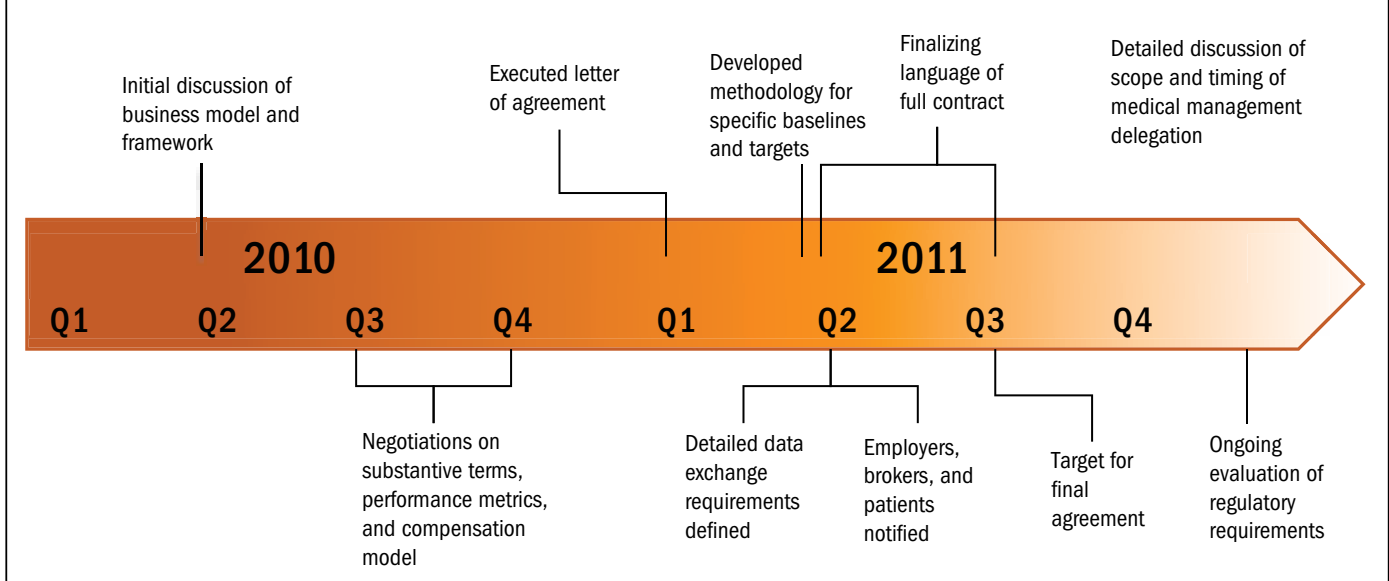 Initial discussion of
business model and
framework
Executed letter
of agreement
Developed
methodology for
specific baselines
and targets
Finalizing
language of
full contract
Detailed discussion of
scope and timing of
medical management
delegation
2010
2011
Q1
Q2
Q3
Q4
Q1
Q2
Q3
Q4
Negotiations on
substantive terms,
performance metrics,
and compensation
model
Detailed data
exchange
requirements
defined
Employers,
brokers, and
patients
notified
Target for
final
agreement
Ongoing
evaluation of
regulatory
requirements